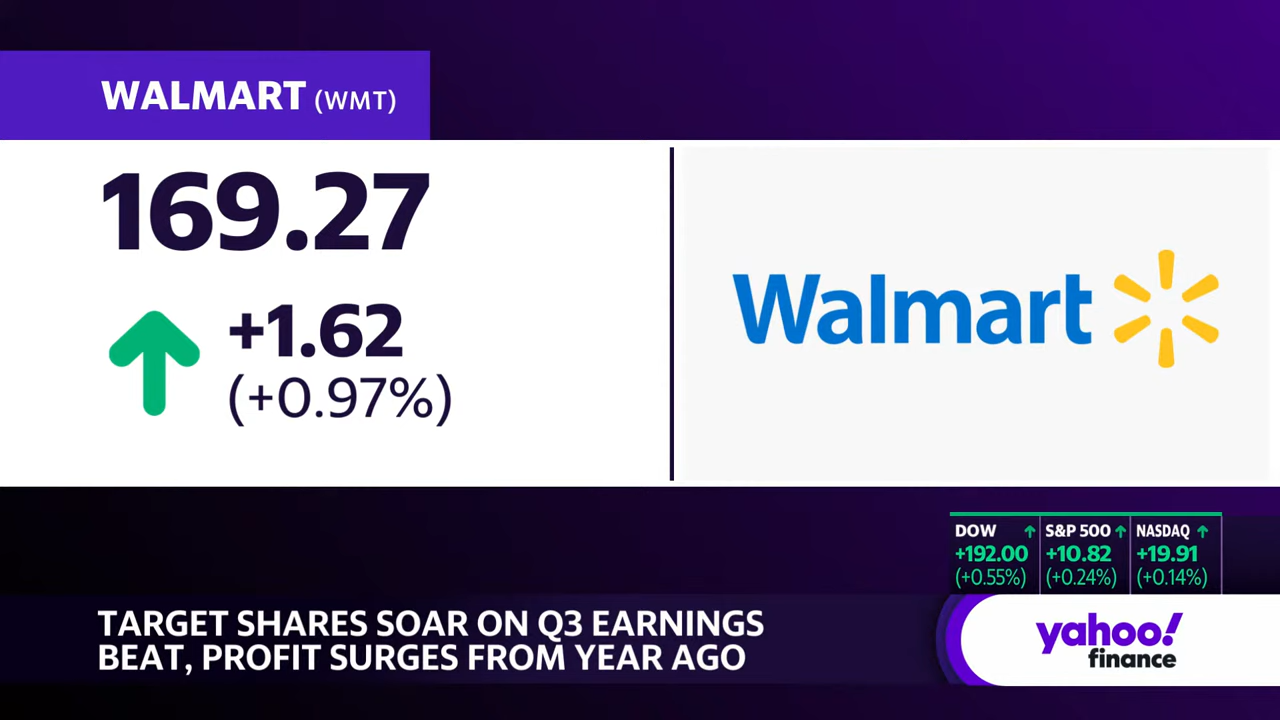 WALMART (WMT)
169.27
+1.62
(+0.97%)
Walmart
DOW
+192.00
(+0.55%)
S&P 500
+10.82
(+0.24%)
NASDAQ
+19.91
(+0.14%)
TARGET SHARES SOAR ON Q3 EARNINGS
BEAT, PROFIT SURGES FROM YEAR AGO
yahoo!
finance